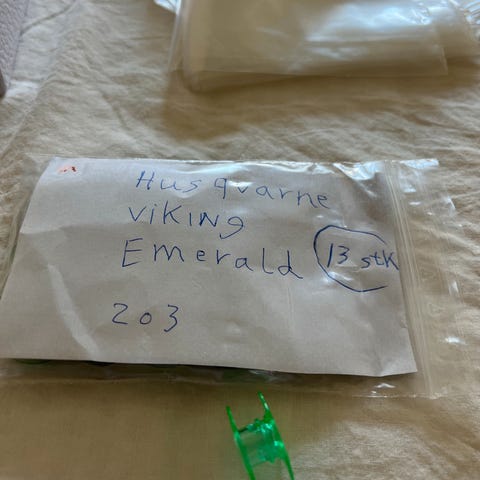 Husqvarne
Viking
Emerald 13 stk
203